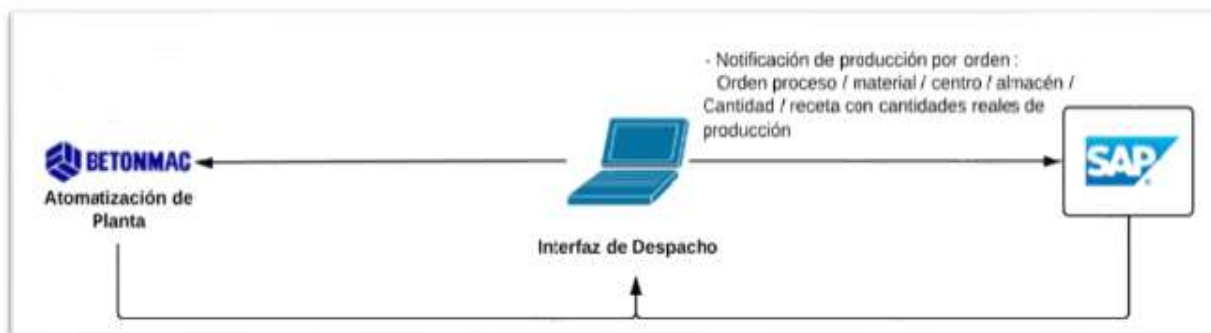 - Notificación de producción por orden :
Orden proceso / material / centro / almacén /
Cantidad / receta con cantidades reales de
producción
BETONMAC
SAP
Atomatización de
Planta
Interfaz de Despacho